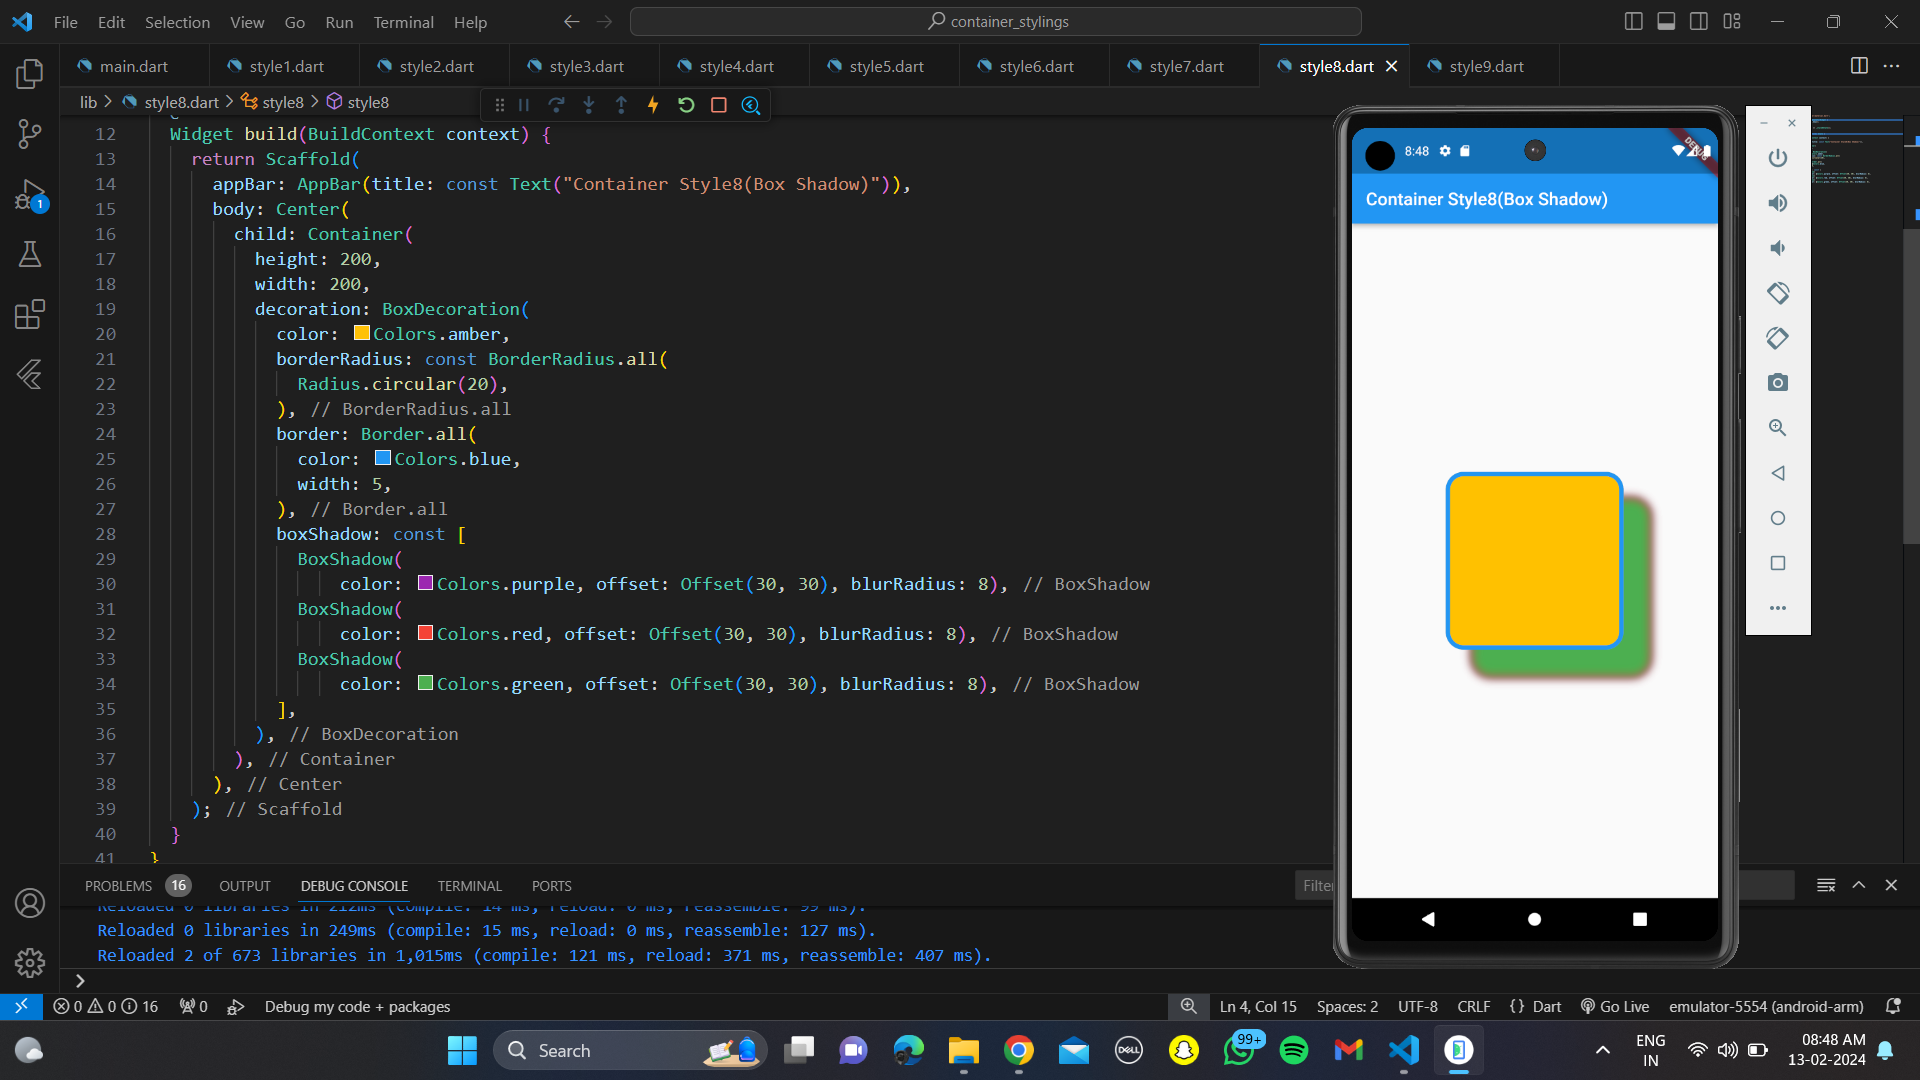 File Edit Selection View Go Run Terminal Help
container_stylings
main.dart style1.dart style2.dart style3.dart style4.dart style5.dart style6.dart style7.dart style8.dart style9.dart
lib > style8.dart > style8 > style8
12 Widget build(BuildContext context) {
13 return Scaffold(
14 appBar: AppBar(title: const Text("Container Style8(Box Shadow)")),
15 body: Center(
16 child: Container(
17 height: 200,
18 width: 200,
19 decoration: BoxDecoration(
20 color: Colors.amber,
21 borderRadius: const BorderRadius.all(
22 Radius.circular(20),
23 ), // BorderRadius.all
24 border: Border.all(
25 color: Colors.blue,
26 width: 5,
27 ), // Border.all
28 boxShadow: const [
29 BoxShadow(
30 color: Colors.purple, offset: Offset(30, 30), blurRadius: 8), // BoxShadow
31 BoxShadow(
32 color: Colors.red, offset: Offset(30, 30), blurRadius: 8), // BoxShadow
33 BoxShadow(
34 color: Colors.green, offset: Offset(30, 30), blurRadius: 8), // BoxShadow
35 ],
36 ), // BoxDecoration
37 ), // Container
38 ), // Center
39 ); // Scaffold
40 }
41 }
8:48
DEBUG
Container Style8(Box Shadow)
PROBLEMS 16 OUTPUT DEBUG CONSOLE TERMINAL PORTS
Filter
Reloaded 0 libraries in 212ms (compile: 14 ms, reload: 0 ms, reassemble: 99 ms).
Reloaded 0 libraries in 249ms (compile: 15 ms, reload: 0 ms, reassemble: 127 ms).
Reloaded 2 of 673 libraries in 1,015ms (compile: 121 ms, reload: 371 ms, reassemble: 407 ms).
0 0 16 0 Debug my code + packages Ln 4, Col 15 Spaces: 2 UTF-8 CRLF {} Dart Go Live emulator-5554 (android-arm)
1
Search
DELL
99+
ENG
IN
08:48 AM
13-02-2024